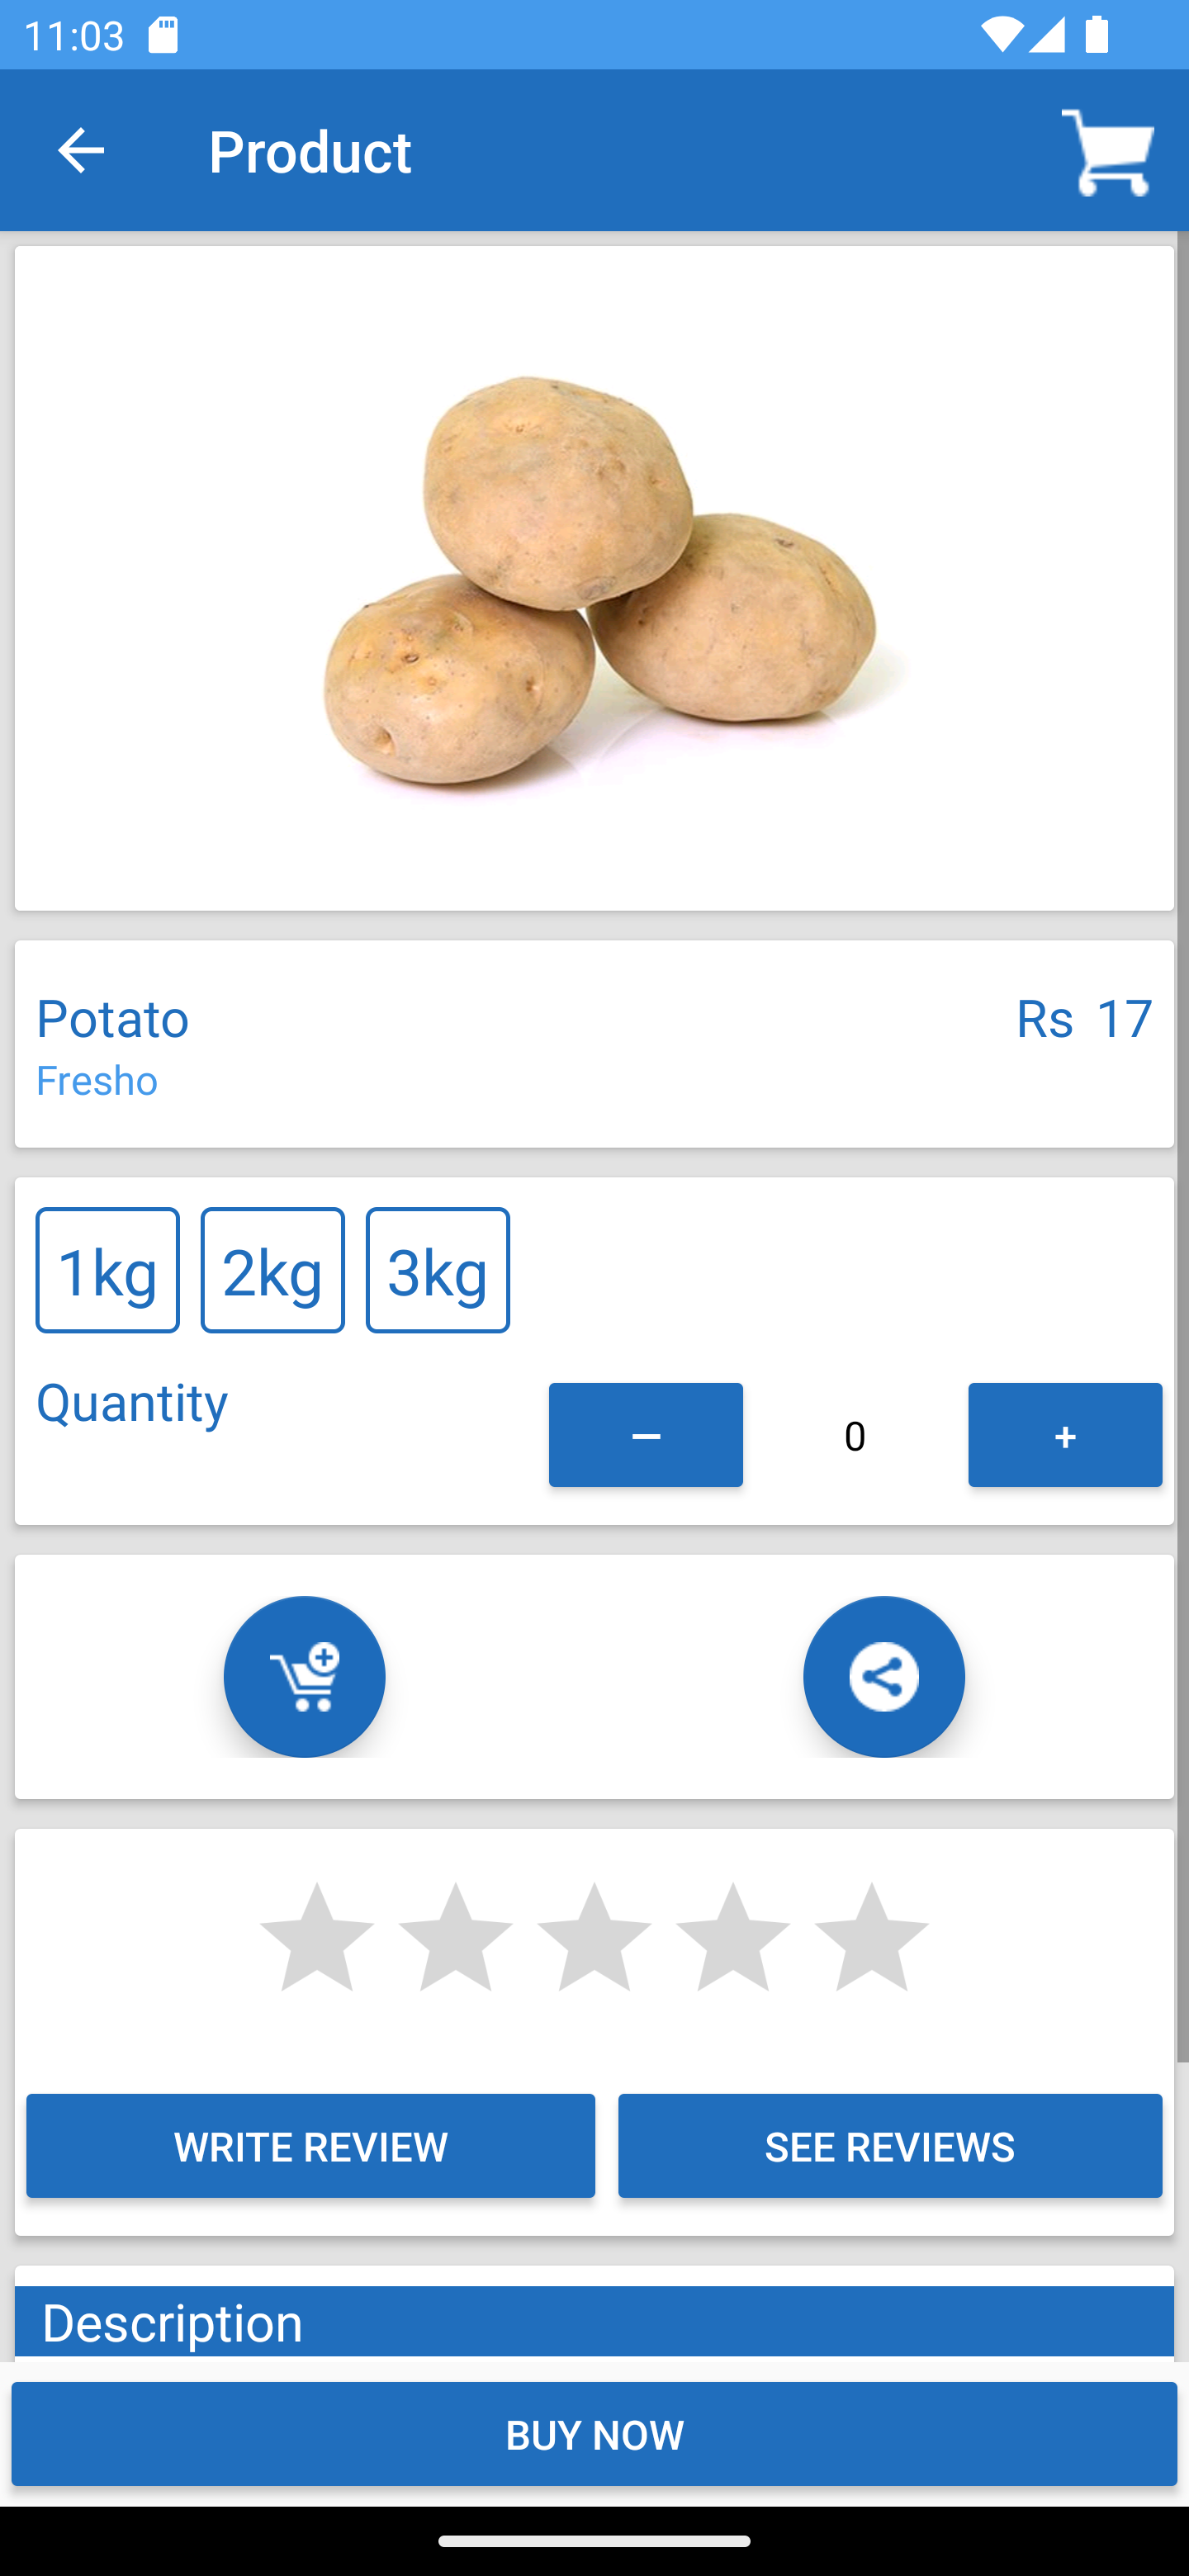 11:03
Product
Potato
Rs 17
Fresho
1kg 2kg 3kg
Quantity
— 0 +
WRITE REVIEW SEE REVIEWS
Description
BUY NOW